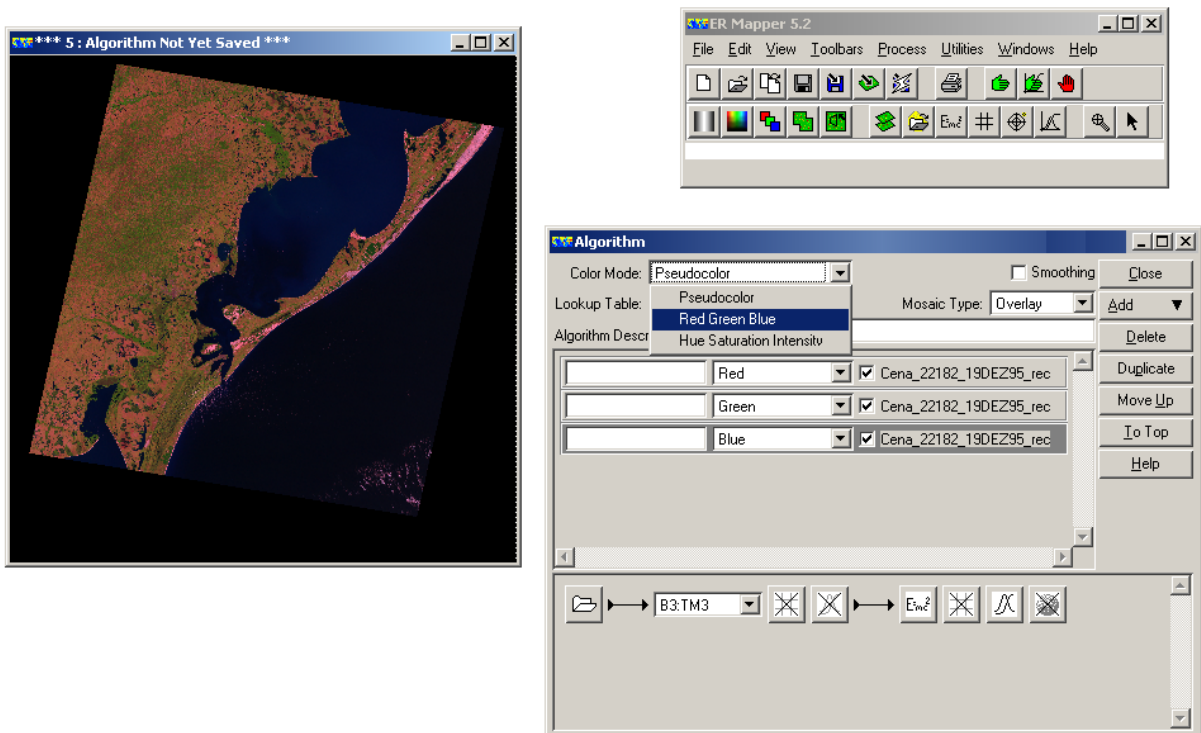 *** 5 : Algorithm Not Yet Saved ***
ER Mapper 5.2
File Edit View Toolbars Process Utilities Windows Help
Emc²
Algorithm
Color Mode: Pseudocolor Smoothing Close
Pseudocolor
Lookup Table: Mosaic Type: Overlay Add
Red Green Blue
Algorithm Descr Delete
Hue Saturation Intensity
Red Cena_22182_19DEZ95_rec Duplicate
Green Cena_22182_19DEZ95_rec Move Up
Blue Cena_22182_19DEZ95_rec To Top
Help
B3:TM3 Emc²